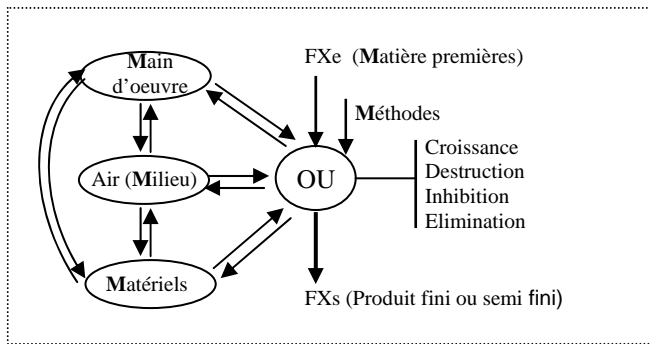 Main
d'oeuvre
FXe (Matière premières)
Méthodes
Air (Milieu)
OU
Croissance
Destruction
Inhibition
Elimination
Matériels
FXs (Produit fini ou semi fini)